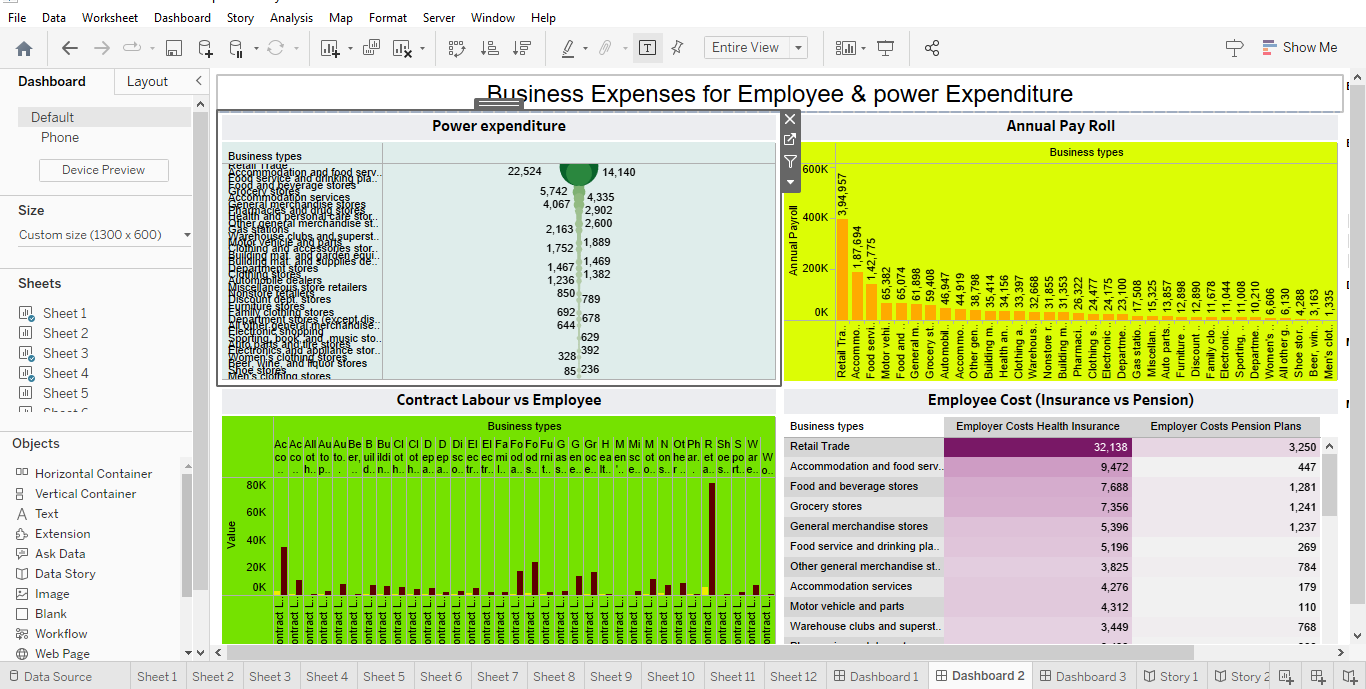 File Data Worksheet Dashboard Story Analysis Map Format Server Window Help
Entire View
Show Me
Dashboard Layout
Default
Phone
Device Preview
Size
Custom size (1300 x 600)
Sheets
Sheet 1
Sheet 2
Sheet 3
Sheet 4
Sheet 5
Objects
Horizontal Container
Vertical Container
Text
Extension
Ask Data
Data Story
Image
Blank
Workflow
Web Page
Business Expenses for Employee & power Expenditure
Power expenditure
Business types
Retail Trade
Accommodation and food serv..
Food service and drinking pla..
Food and beverage stores
Grocery stores
Accommodation services
General merchandise stores
Pharmacies and drug stores
Health and personal care stor..
Other general merchandise st..
Gas stations
Warehouse clubs and superst..
Motor vehicle and parts
Clothing and accessories stor..
Building mat. and garden equi..
Building mat. and supplies de..
Department stores
Clothing stores
Automobile dealers
Miscellaneous store retailers
Nonstore retailers
Discount dept. stores
Furniture stores
Family clothing stores
Department stores (except dis..
All other general merchandise..
Electronic shopping
Sporting, book, and music sto..
Auto parts and tire stores
Electronics and appliance stor..
Women's clothing stores
Beer, wine, and liquor stores
Shoe stores
Men's clothing stores
22,524 14,140
5,742 4,335
4,067 2,902
2,600
2,163 1,889
1,752 1,469
1,467 1,382
1,236
850 789
692 678
644 629
392
328 236
85
Annual Pay Roll
Business types
Annual Payroll
600K
400K
200K
0K
3,94,957 1,87,694 1,42,775 65,382 65,074 61,898 59,408 46,947 44,919 38,798 35,414 34,156 33,397 32,668 31,855 31,353 26,322 24,477 24,175 23,100 17,508 15,325 13,857 12,898 12,890 11,678 11,044 11,008 10,210 6,606 6,130 4,288 3,163 1,335
Retail Tra.. Accommo.. Food servi.. Motor vehi.. Food and .. General m.. Grocery st.. Automobil.. Accommo.. Other gen.. Building m.. Health an.. Clothing a.. Warehous.. Nonstore r.. Building m.. Pharmaci.. Clothing s.. Electronic .. Departme.. Gas statio.. Miscellan.. Auto parts.. Furniture .. Discount .. Family clo.. Electronic.. Sporting, .. Departme.. Women's .. All other g.. Shoe stor.. Beer, win.. Men's clot..
Contract Labour vs Employee
Business types
Value
80K
60K
40K
20K
0K
Employee Cost (Insurance vs Pension)
Business types Employer Costs Health Insurance Employer Costs Pension Plans
Retail Trade 32,138 3,250
Accommodation and food serv.. 9,472 447
Food and beverage stores 7,688 1,281
Grocery stores 7,356 1,241
General merchandise stores 5,396 1,237
Food service and drinking pla.. 5,196 269
Other general merchandise st.. 3,825 784
Accommodation services 4,276 179
Motor vehicle and parts 4,312 110
Warehouse clubs and superst.. 3,449 768
Data Source Sheet 1 Sheet 2 Sheet 3 Sheet 4 Sheet 5 Sheet 6 Sheet 7 Sheet 8 Sheet 9 Sheet 10 Sheet 11 Sheet 12 Dashboard 1 Dashboard 2 Dashboard 3 Story 1 Story 2